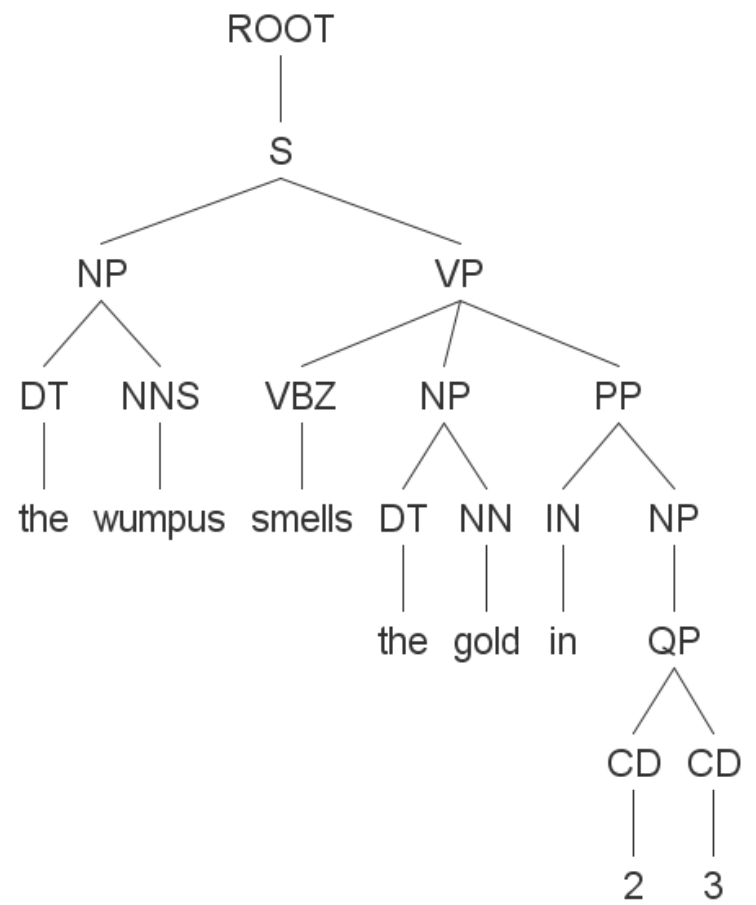 ROOT
S
NP VP
DT NNS VBZ NP PP
the wumpus smells DT NN IN NP
the gold in QP
CD CD
2 3